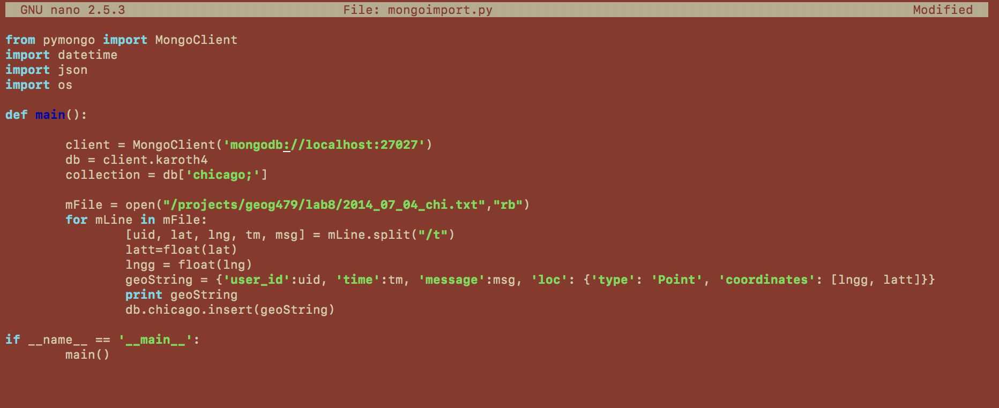 GNU nano 2.5.3 File: mongoimport.py Modified
from pymongo import MongoClient
import datetime
import json
import os
def main():
client = MongoClient('mongodb://localhost:27027')
db = client.karoth4
collection = db['chicago;']
mFile = open("/projects/geog479/lab8/2014_07_04_chi.txt","rb")
for mLine in mFile:
[uid, lat, lng, tm, msg] = mLine.split("/t")
latt=float(lat)
lngg = float(lng)
geoString = {'user_id':uid, 'time':tm, 'message':msg, 'loc': {'type': 'Point', 'coordinates': [lngg, latt]}}
print geoString
db.chicago.insert(geoString)
if __name__ == '__main__':
main()